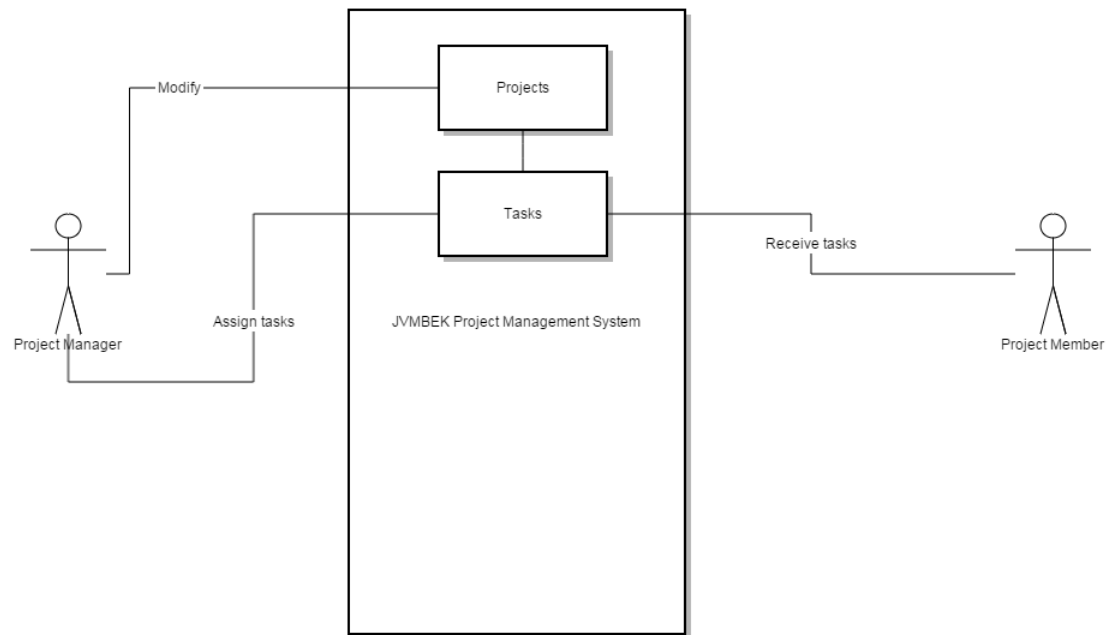 Modify
Projects
Tasks
Receive tasks
Assign tasks
JVMBEK Project Management System
Project Manager
Project Member